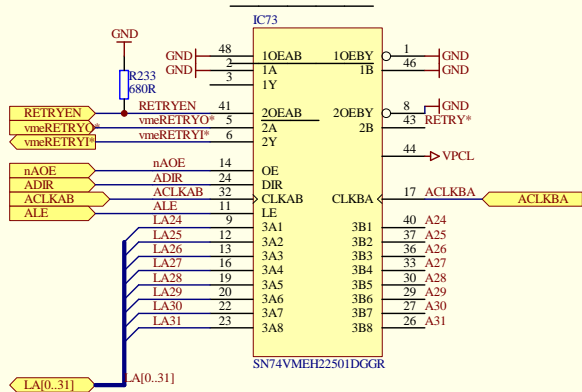 IC73
GND
GND 48 1OEAB 1OEBY 1 GND
GND 2 1A 1B 46 GND
3 1Y
R233
680R
RETRYEN RETRYEN 41 2OEAB 2OEBY 8 GND
vmeRETRYO* vmeRETRYO* 5 2A 2B 43 RETRY*
vmeRETRYI* vmeRETRYI* 6 2Y
44 VPCL
nAOE nAOE 14 OE
ADIR ADIR 24 DIR
ACLKAB ACLKAB 32 CLKAB CLKBA 17 ACLKBA ACLKBA
ALE ALE 11 LE
LA24 9 3A1 3B1 40 A24
LA25 12 3A2 3B2 37 A25
LA26 13 3A3 3B3 36 A26
LA27 16 3A4 3B4 33 A27
LA28 19 3A5 3B5 30 A28
LA29 20 3A6 3B6 29 A29
LA30 22 3A7 3B7 27 A30
LA31 23 3A8 3B8 26 A31
SN74VMEH22501DGGR
LA[0..31] LA[0..31]